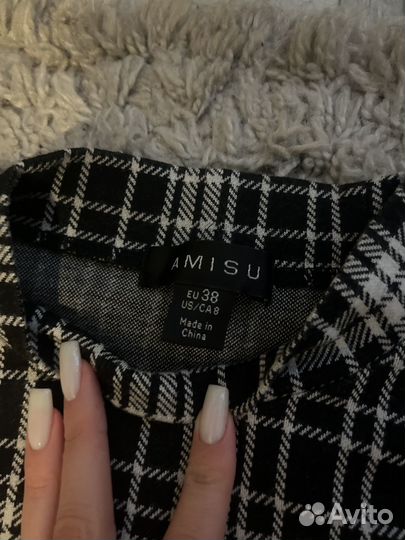 AMISU
EU 38
US/CA 8
Made in
China
Avito